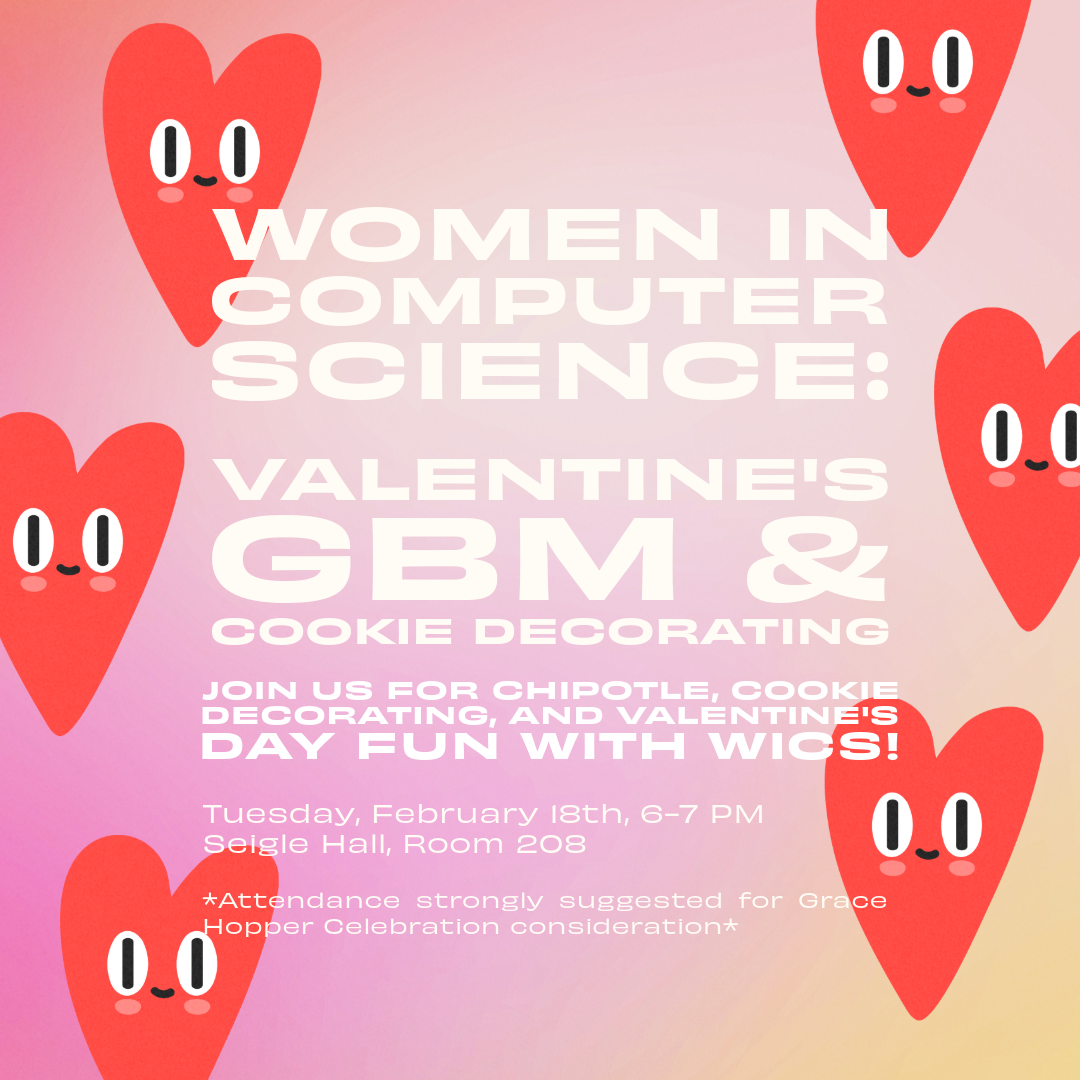 WOMEN IN
COMPUTER
SCIENCE:
VALENTINE'S
GBM &
COOKIE DECORATING
JOIN US FOR CHIPOTLE, COOKIE
DECORATING, AND VALENTINE'S
DAY FUN WITH WICS!
Tuesday, February 18th, 6-7 PM
Seigle Hall, Room 208
*Attendance strongly suggested for Grace
Hopper Celebration consideration*